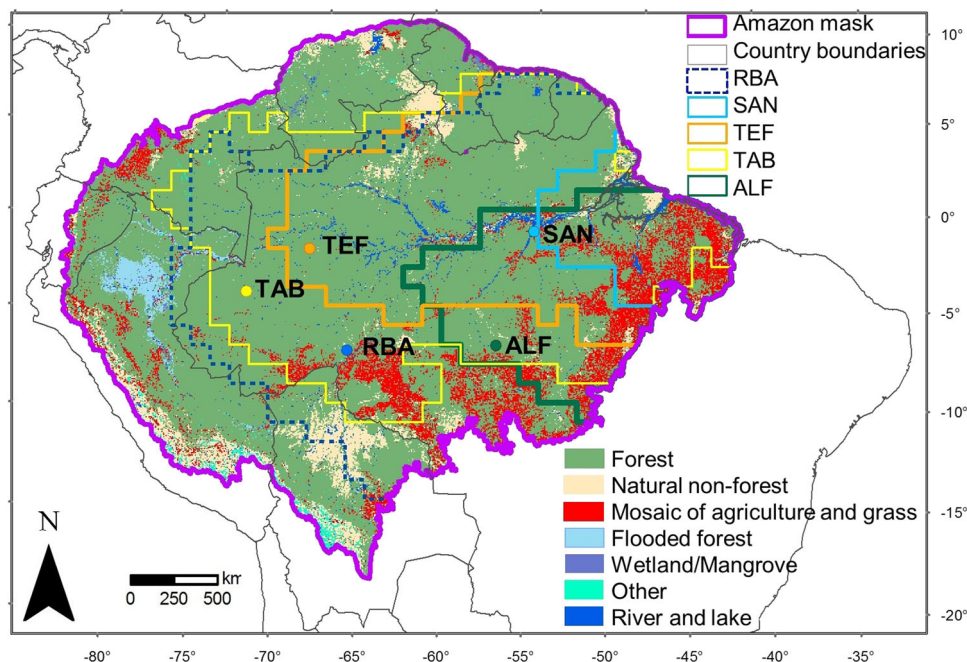 Amazon mask
Country boundaries
RBA
SAN
TEF
TAB
ALF
10°
5°
0°
-5°
-10°
-15°
-20°
SAN
TEF
TAB
RBA
ALF
Forest
Natural non-forest
Mosaic of agriculture and grass
Flooded forest
Wetland/Mangrove
Other
River and lake
N
km
0 250 500
-80° -75° -70° -65° -60° -55° -50° -45° -40° -35°